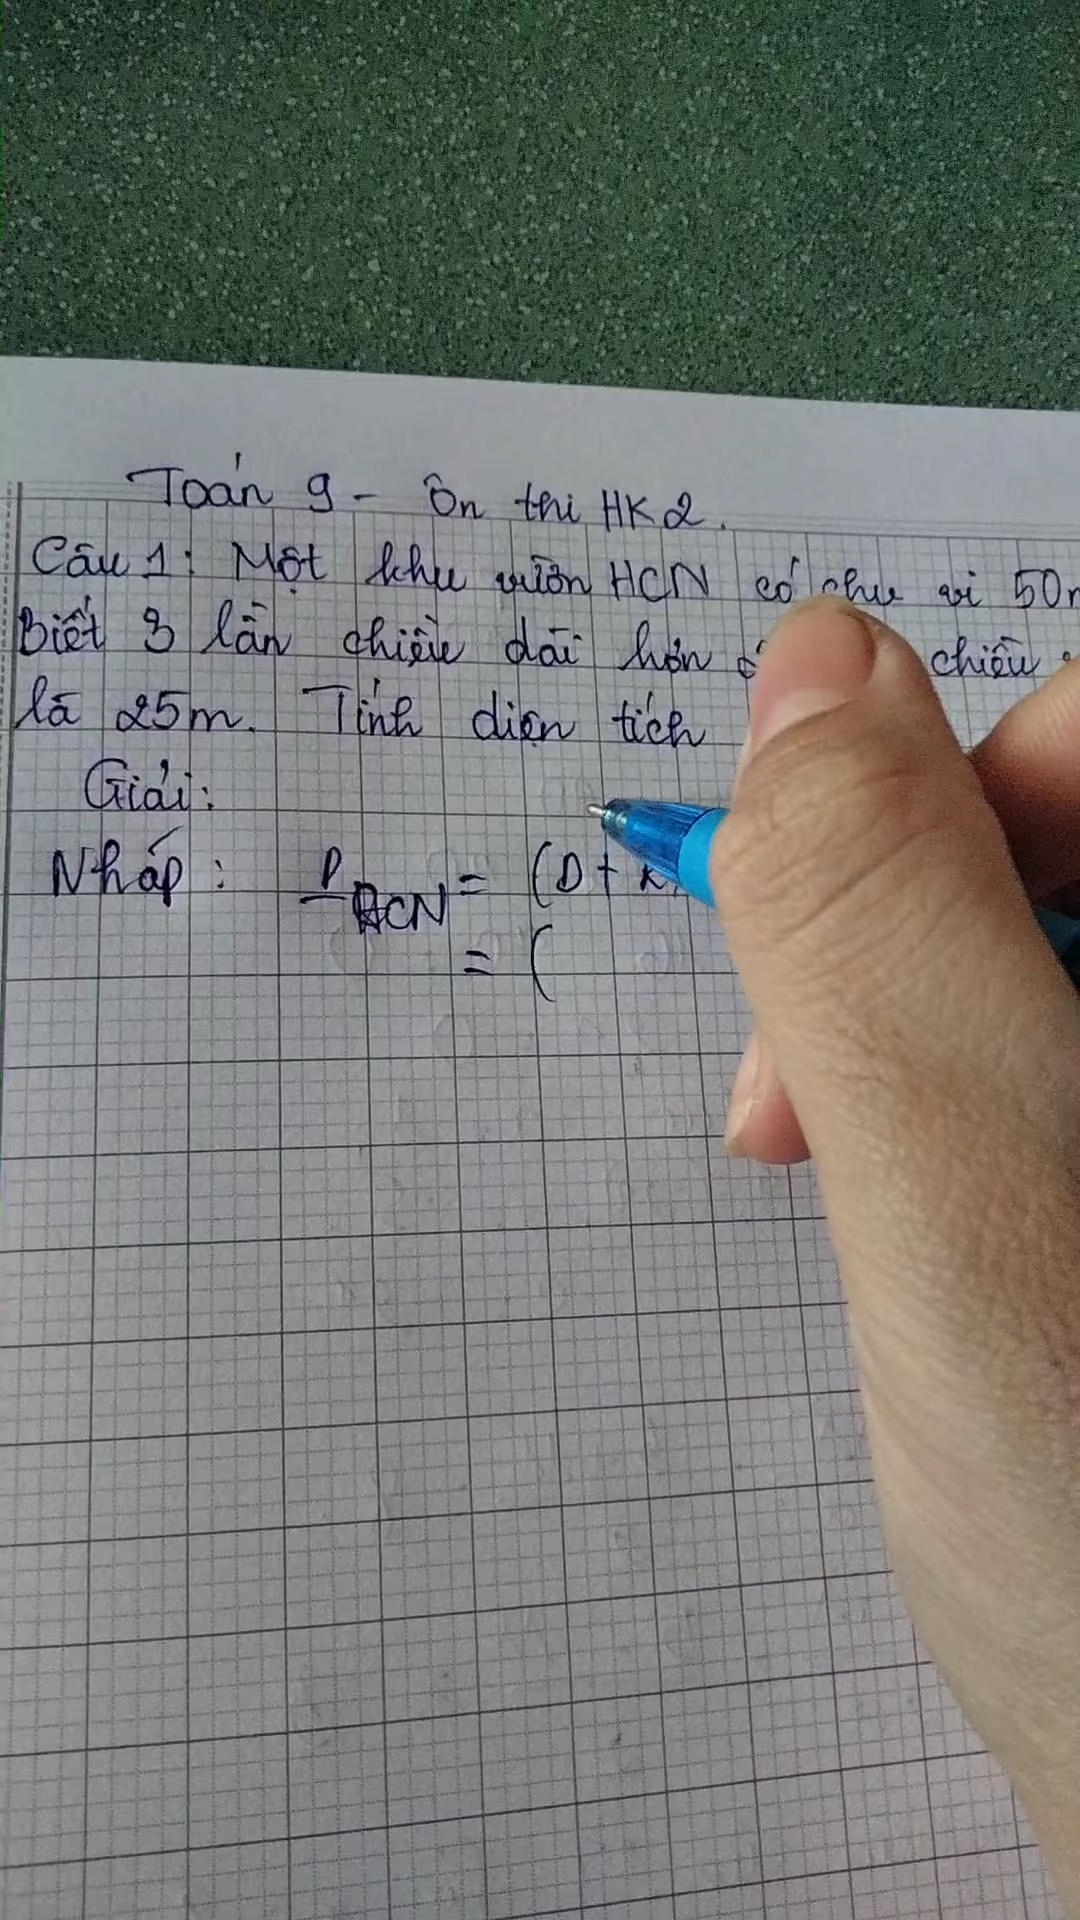 Toán 9 - Ôn thi HK2.
Câu 1: Một khu vườn HCN có chu vi 50m
Biết 3 lần chiều dài hơn chiều
là 25m. Tính diện tích
Giải:
Nháp: P HCN = (D + R)
= (